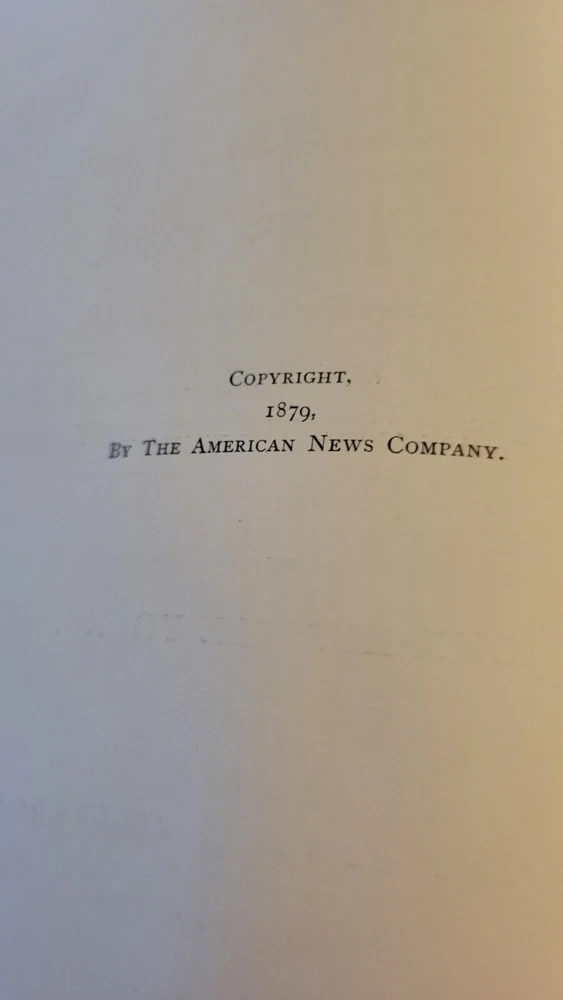 COPYRIGHT,
1879,
BY THE AMERICAN NEWS COMPANY.